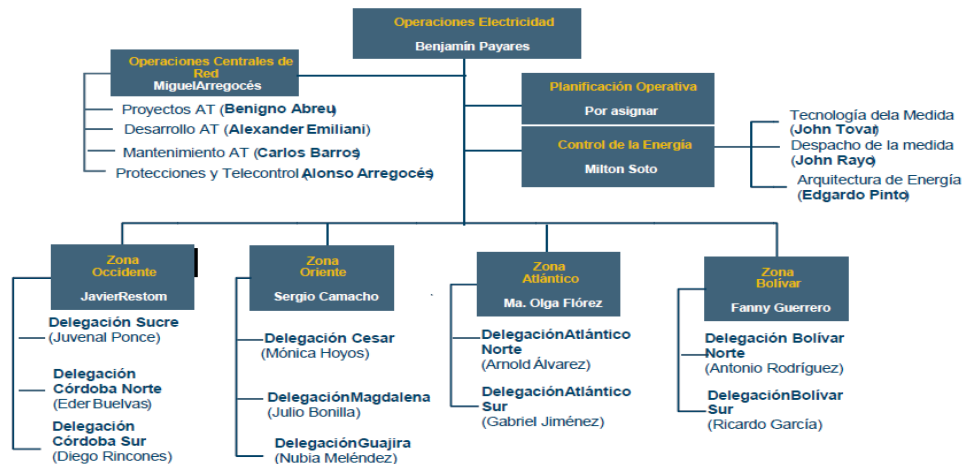 Operaciones Electricidad
Benjamín Payares
Operaciones Centrales de
Red
MiguelArregocés
Proyectos AT (Benigno Abreu)
Desarrollo AT (Alexander Emiliani)
Mantenimiento AT (Carlos Barros)
Protecciones y Telecontrol (Alonso Arregocés)
Planificación Operativa
Por asignar
Control de la Energía
Milton Soto
Tecnología dela Medida
(John Tovar)
Despacho de la medida
(John Rayo)
Arquitectura de Energía
(Edgardo Pinto)
Zona
Occidente
JavierRestom
Delegación Sucre
(Juvenal Ponce)
Delegación
Córdoba Norte
(Eder Buelvas)
Delegación
Córdoba Sur
(Diego Rincones)
Zona
Oriente
Sergio Camacho
Delegación Cesar
(Mónica Hoyos)
DelegaciónMagdalena
(Julio Bonilla)
DelegaciónGuajira
(Nubia Meléndez)
Zona
Atlántico
Ma. Olga Flórez
DelegaciónAtlántico
Norte
(Arnold Álvarez)
DelegaciónAtlántico
Sur
(Gabriel Jiménez)
Zona
Bolívar
Fanny Guerrero
Delegación Bolívar
Norte
(Antonio Rodríguez)
DelegaciónBolívar
Sur
(Ricardo García)